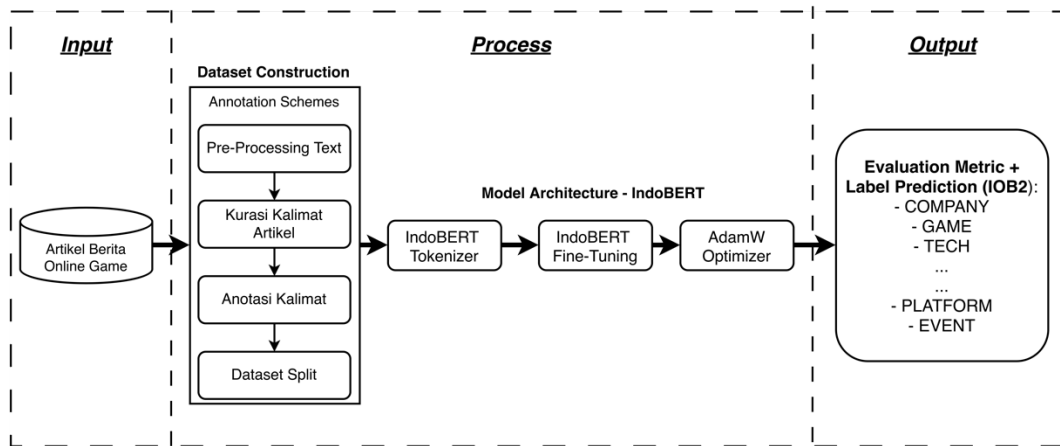 Input
Process
Output
Dataset Construction
Annotation Schemes
Pre-Processing Text
Kurasi Kalimat
Artikel
Anotasi Kalimat
Dataset Split
Artikel Berita
Online Game
Model Architecture - IndoBERT
IndoBERT
Tokenizer
IndoBERT
Fine-Tuning
AdamW
Optimizer
Evaluation Metric +
Label Prediction (IOB2):
- COMPANY
- GAME
- TECH
...
...
- PLATFORM
- EVENT